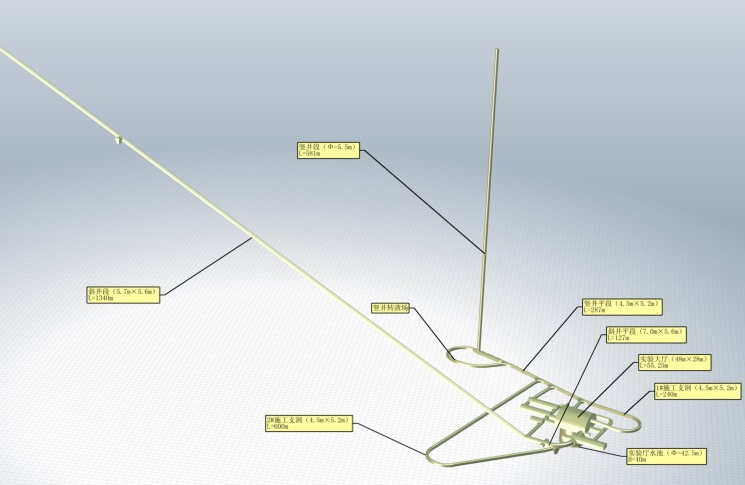 竖井段（Φ=5.5m）
L=581m
斜井段（5.7m×5.6m）
L=1340m
竖井转渣场
竖井平段（4.5m×5.2m）
L=287m
斜井平段（7.0m×5.6m）
L=127m
实验大厅（48m×28m）
L=55.25m
1#施工支洞（4.5m×5.2m）
L=240m
2#施工支洞（4.5m×5.2m）
L=600m
实验厅水池（Φ=42.5m）
H=40m